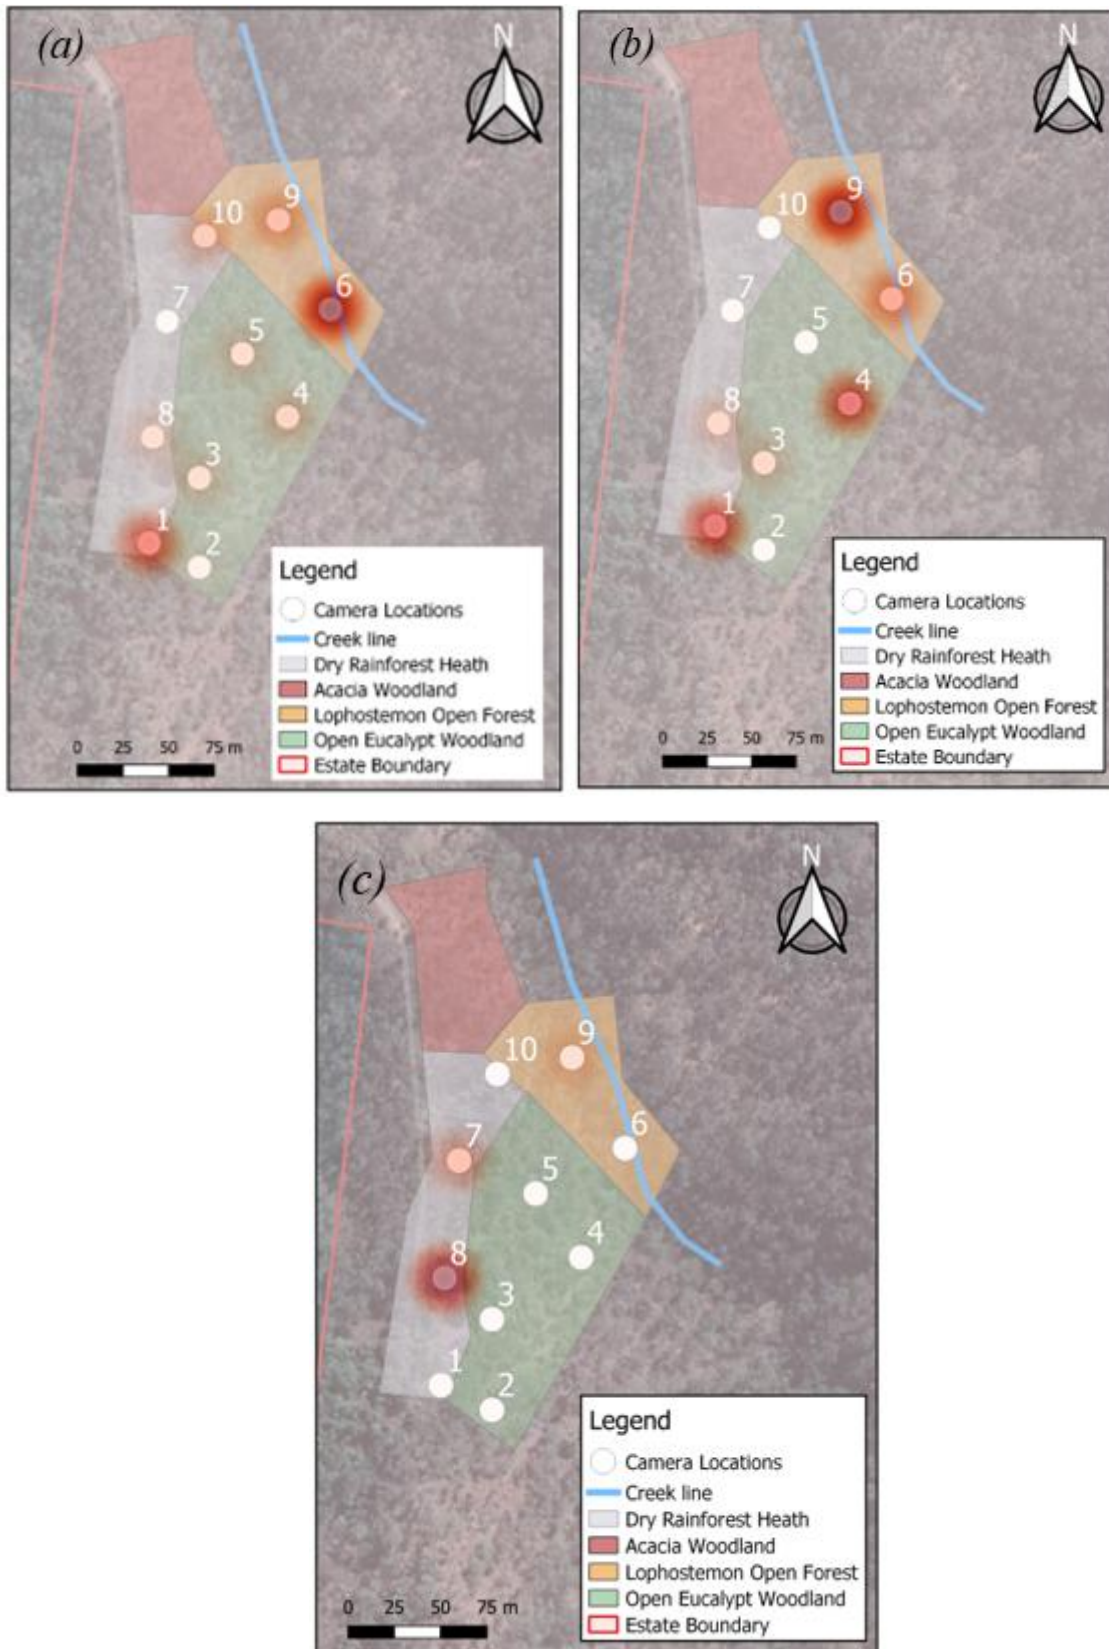 (a)
N
9
10
6
7
5
4
8
3
1
2
Legend
Camera Locations
Creek line
Dry Rainforest Heath
Acacia Woodland
Lophostemon Open Forest
Open Eucalypt Woodland
Estate Boundary
0 25 50 75 m
(b)
N
9
10
6
7
5
4
8
3
1
2
Legend
Camera Locations
Creek line
Dry Rainforest Heath
Acacia Woodland
Lophostemon Open Forest
Open Eucalypt Woodland
Estate Boundary
0 25 50 75 m
(c)
N
9
10
6
7
5
4
8
3
1
2
Legend
Camera Locations
Creek line
Dry Rainforest Heath
Acacia Woodland
Lophostemon Open Forest
Open Eucalypt Woodland
Estate Boundary
0 25 50 75 m